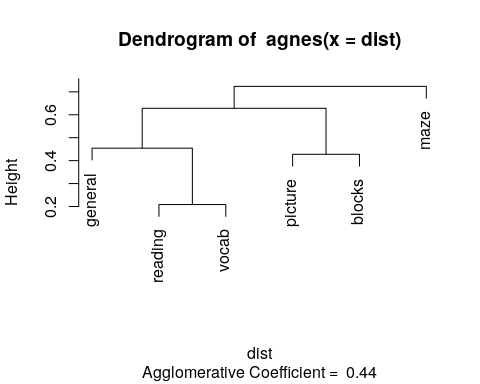 Dendrogram of agnes(x = dist)
Height
0.6
0.4
0.2
general
reading
vocab
picture
blocks
maze
dist
Agglomerative Coefficient = 0.44